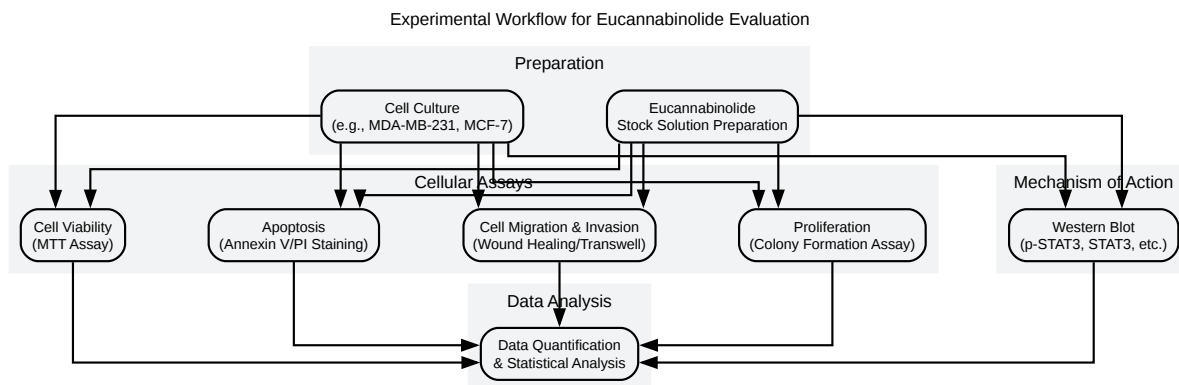 Experimental Workflow for Eucannabinolide Evaluation
Preparation
Cell Culture
(e.g., MDA-MB-231, MCF-7)
Eucannabinolide
Stock Solution Preparation
Cellular Assays
Mechanism of Action
Cell Viability
(MTT Assay)
Apoptosis
(Annexin V/PI Staining)
Cell Migration & Invasion
(Wound Healing/Transwell)
Proliferation
(Colony Formation Assay)
Western Blot
(p-STAT3, STAT3, etc.)
Data Analysis
Data Quantification
& Statistical Analysis